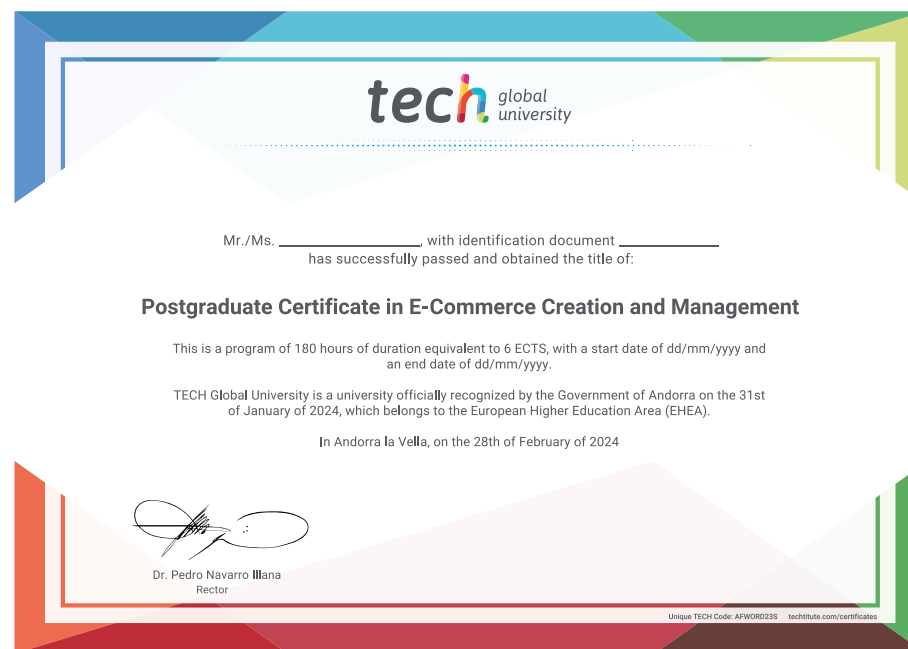 tech global
university
Mr./Ms. ____________________, with identification document ______________
has successfully passed and obtained the title of:
Postgraduate Certificate in E-Commerce Creation and Management
This is a program of 180 hours of duration equivalent to 6 ECTS, with a start date of dd/mm/yyyy and
an end date of dd/mm/yyyy.
TECH Global University is a university officially recognized by the Government of Andorra on the 31st
of January of 2024, which belongs to the European Higher Education Area (EHEA).
In Andorra la Vella, on the 28th of February of 2024
Dr. Pedro Navarro Illana
Rector
Unique TECH Code: AFWORD23S techtitute.com/certificates